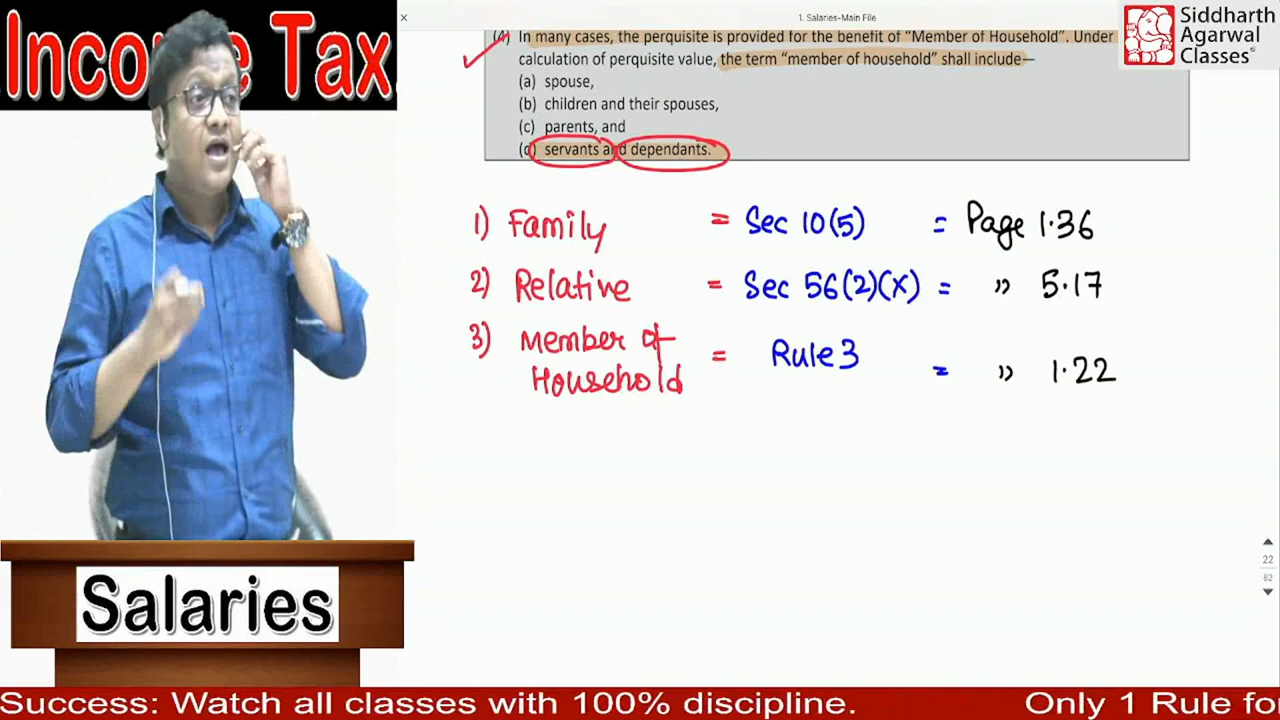 Income Tax
1. Salaries-Main File
Siddharth
Agarwal
Classes®
(4) In many cases, the perquisite is provided for the benefit of “Member of Household”. Under
calculation of perquisite value, the term “member of household” shall include—
(a) spouse,
(b) children and their spouses,
(c) parents, and
(d) servants and dependants.
1) Family = Sec 10(5) = Page 1.36
2) Relative = Sec 56(2)(x) = " 5.17
3) Member of
Household = Rule 3 = " 1.22
22
62
Salaries
Success: Watch all classes with 100% discipline. Only 1 Rule fo